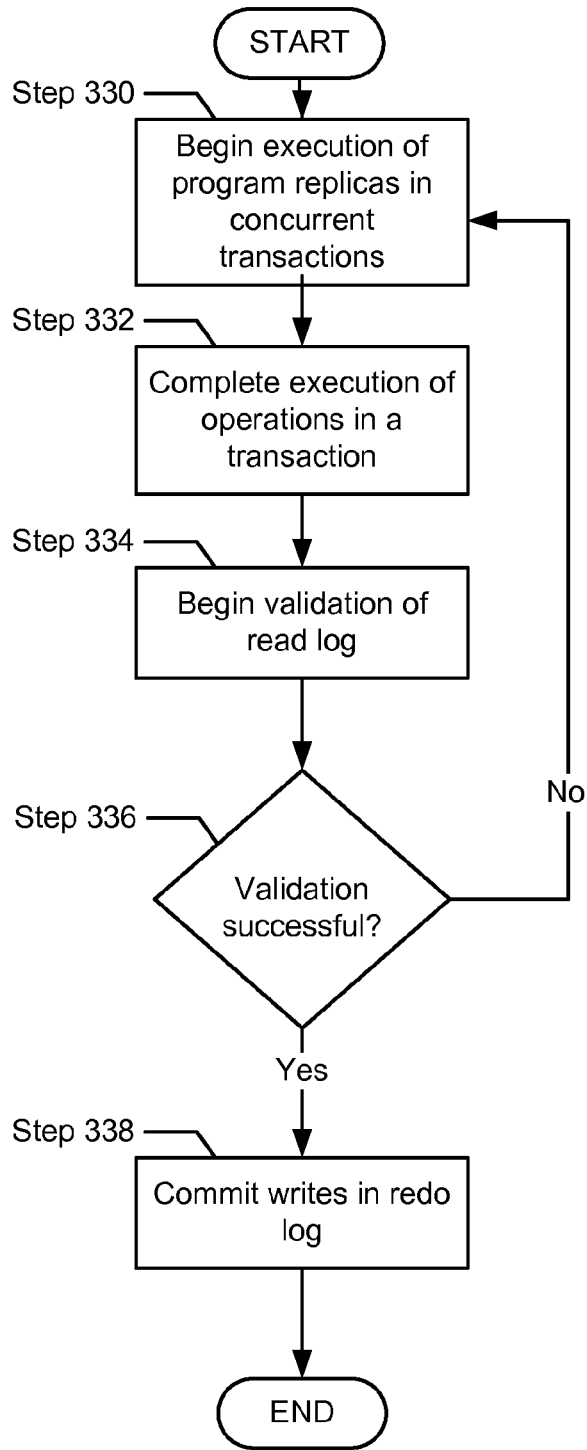 START
Step 330
Begin execution of
program replicas in
concurrent
transactions
Step 332
Complete execution of
operations in a
transaction
Step 334
Begin validation of
read log
Step 336
Validation
successful?
No
Yes
Step 338
Commit writes in redo
log
END